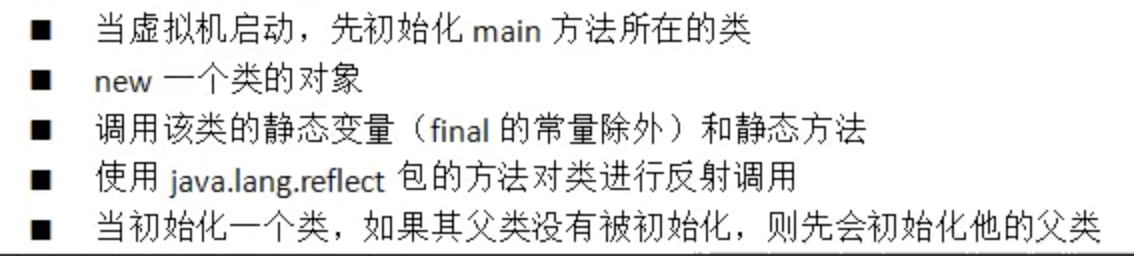 ■ 当虚拟机启动，先初始化 main 方法所在的类
■ new 一个类的对象
■ 调用该类的静态变量（final 的常量除外）和静态方法
■ 使用 java.lang.reflect 包的方法对类进行反射调用
■ 当初始化一个类，如果其父类没有被初始化，则先会初始化他的父类